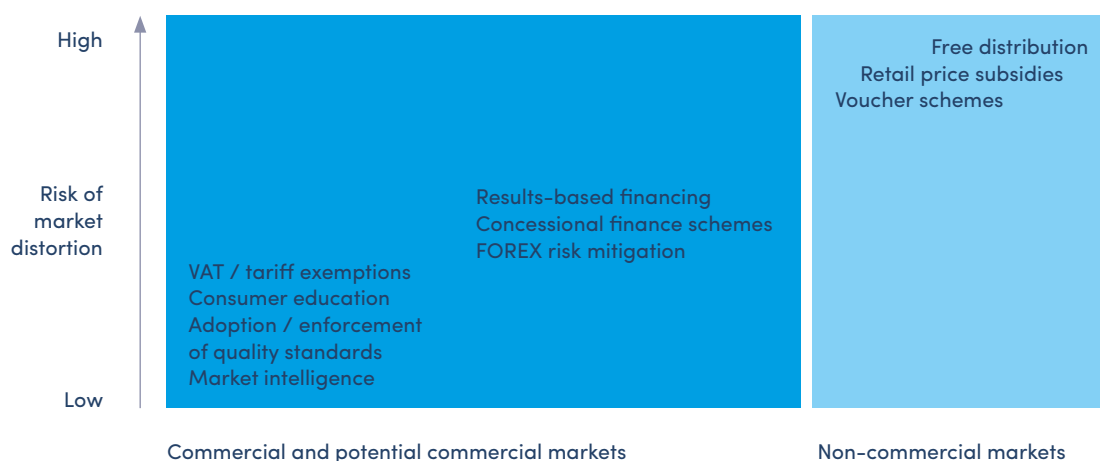 High
Risk of
market
distortion
Low
VAT / tariff exemptions
Consumer education
Adoption / enforcement
of quality standards
Market intelligence
Results-based financing
Concessional finance schemes
FOREX risk mitigation
Free distribution
Retail price subsidies
Voucher schemes
Commercial and potential commercial markets
Non-commercial markets